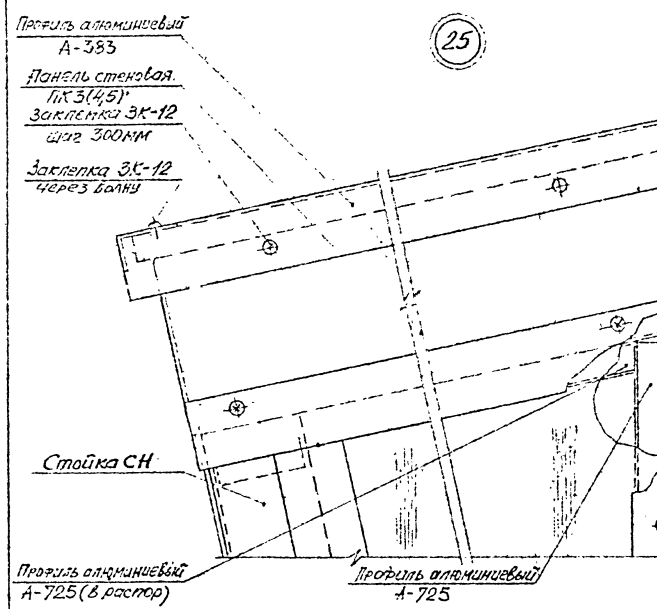 Профиль алюминиевый
А-383
25
Панель стеновая.
ПК3(4,5)
Заклепка ЗК-12
шаг 300мм
Заклепка ЗК-12
через волну
Стойка СН
Профиль алюминиевый
А-725 (в распор)
Профиль алюминиевый
А-725